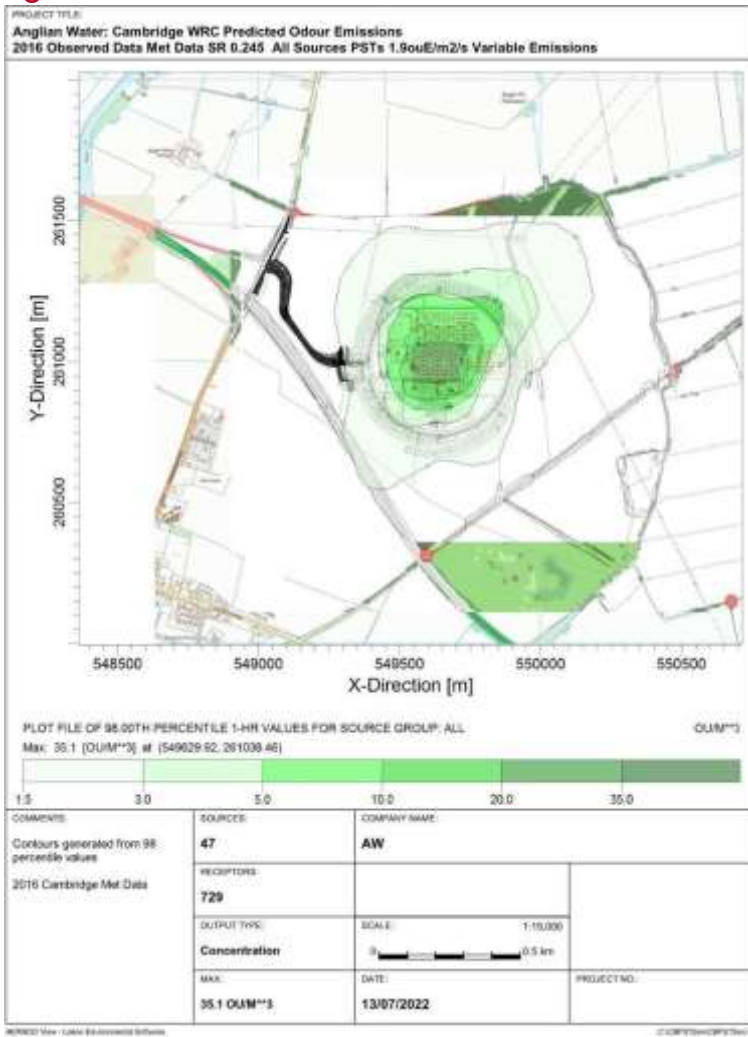 PROJECT TITLE:
Anglian Water: Cambridge WRC Predicted Odour Emissions
2016 Observed Data Met Data SR 0.245 All Sources PSTs 1.9ouE/m2/s Variable Emissions
Y-Direction [m]
261500
261000
260500
548500 549000 549500 550000 550500
X-Direction [m]
PLOT FILE OF 98.00TH PERCENTILE 1-HR VALUES FOR SOURCE GROUP: ALL
OU/M**3
Max: 35.1 [OU/M**3] at (549629.92, 261038.46)
1.5 3.0 5.0 10.0 20.0 35.0
COMMENTS:
Contours generated from 98 percentile values
2016 Cambridge Met Data
SOURCES:
47
COMPANY NAME:
AW
RECEPTORS:
729
OUTPUT TYPE:
Concentration
SCALE: 1:15,000
0 0.5 km
MAX:
35.1 OU/M**3
DATE:
13/07/2022
PROJECT NO.:
AERMOD View - Lakes Environmental Software